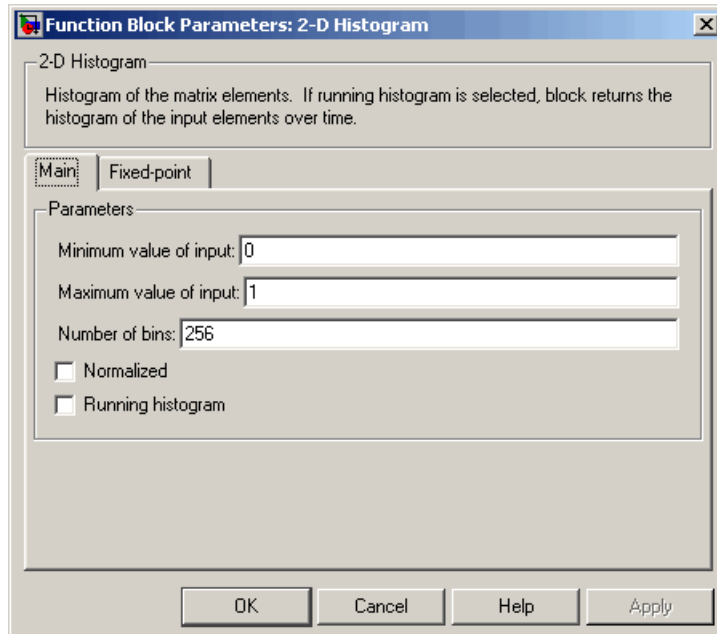 Function Block Parameters: 2-D Histogram
2-D Histogram
Histogram of the matrix elements. If running histogram is selected, block returns the
histogram of the input elements over time.
Main Fixed-point
Parameters
Minimum value of input: 0
Maximum value of input: 1
Number of bins: 256
Normalized
Running histogram
OK Cancel Help Apply